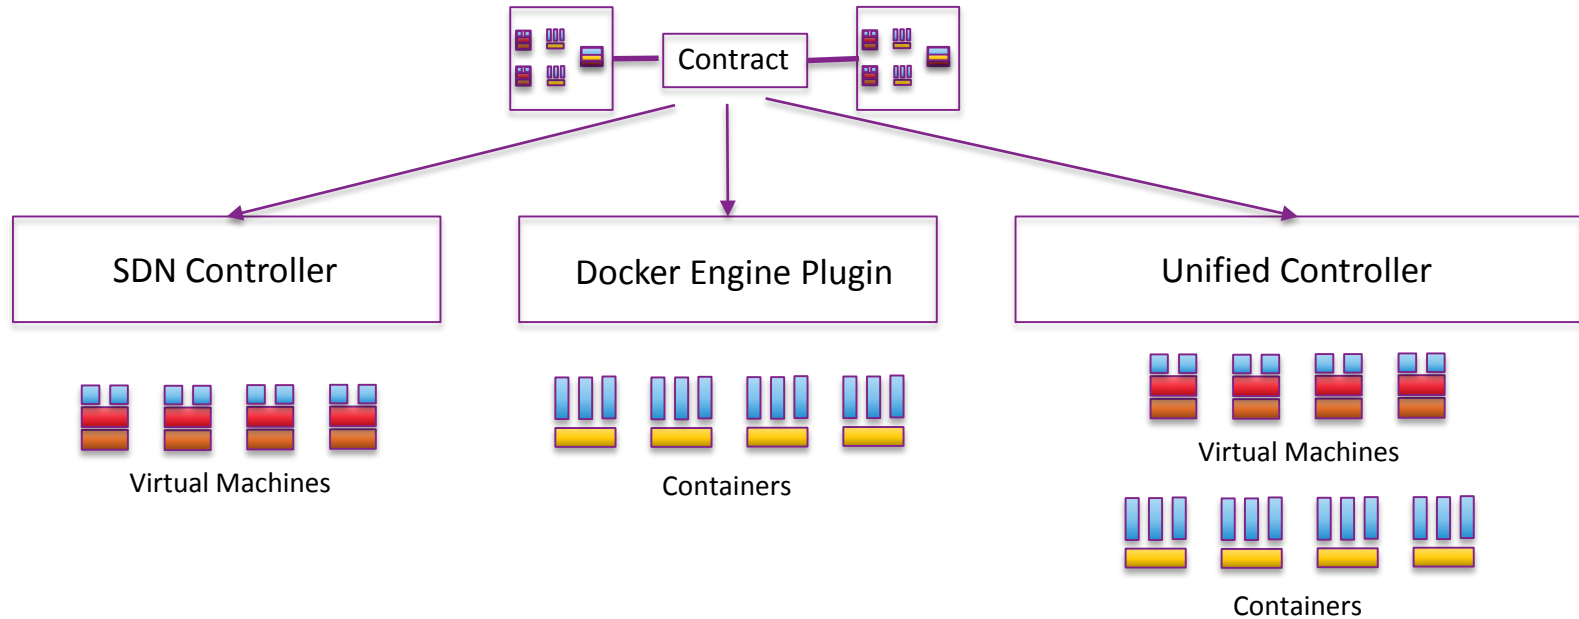 Contract
SDN Controller
Docker Engine Plugin
Unified Controller
Virtual Machines
Containers
Virtual Machines
Containers